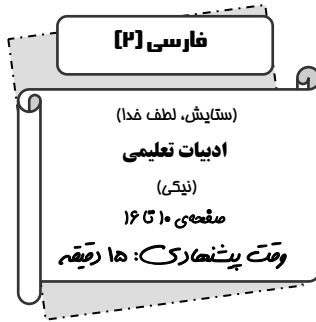 فارسی (۲)
(ستایش، لطف خدا)
ادبیات تعلیمی
(نیکی)
صفحه‌ی ۱۰ تا ۱۶
وقت پیشنهادی: ۱۵ دقیقه